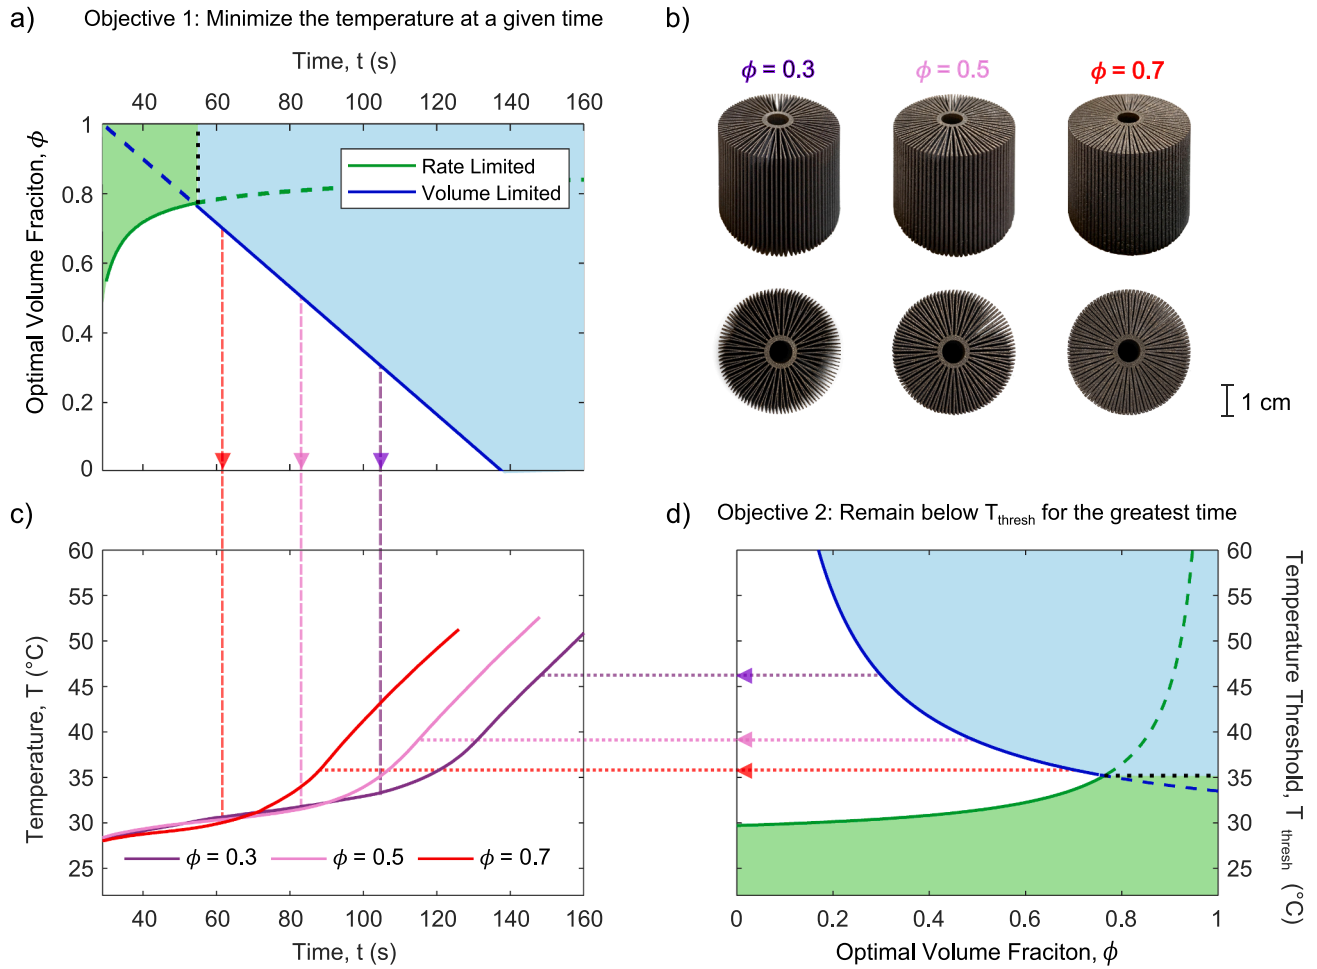 a)
Objective 1: Minimize the temperature at a given time
Time, t (s)
40 60 80 100 120 140 160
Optimal Volume Fraciton, ϕ
1
0.8
0.6
0.4
0.2
0
Rate Limited
Volume Limited
b)
ϕ = 0.3
ϕ = 0.5
ϕ = 0.7
1 cm
c)
Temperature, T (°C)
60
55
50
45
40
35
30
25
ϕ = 0.3
ϕ = 0.5
ϕ = 0.7
40 60 80 100 120 140 160
Time, t (s)
d)
Objective 2: Remain below Tthresh for the greatest time
60
55
50
45
40
35
30
25
Temperature Threshold, Tthresh (°C)
0 0.2 0.4 0.6 0.8 1
Optimal Volume Fraciton, ϕ